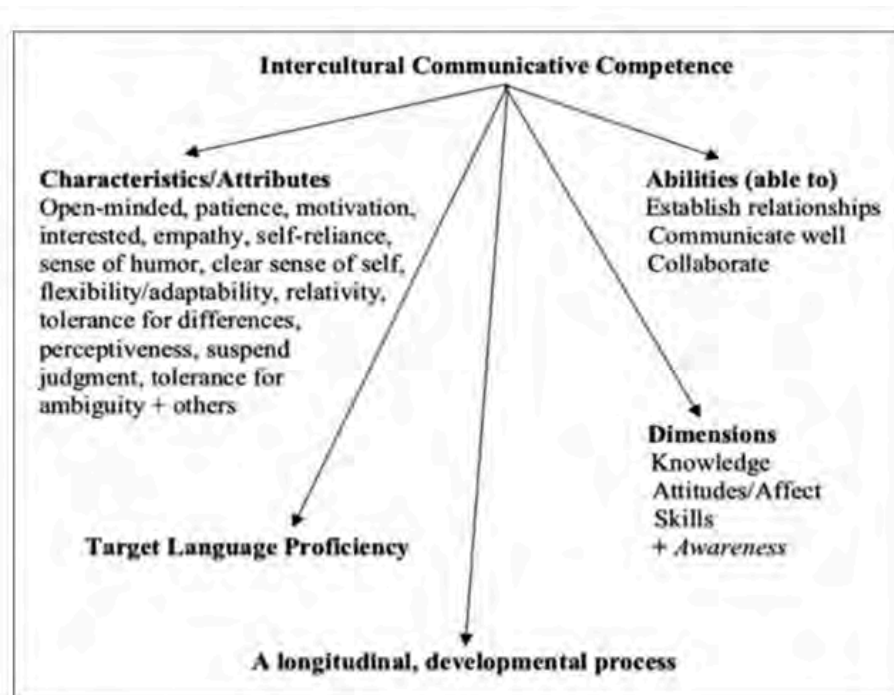 Intercultural Communicative Competence
Characteristics/Attributes
Open-minded, patience, motivation,
interested, empathy, self-reliance,
sense of humor, clear sense of self,
flexibility/adaptability, relativity,
tolerance for differences,
perceptiveness, suspend
judgment, tolerance for
ambiguity + others
Abilities (able to)
Establish relationships
Communicate well
Collaborate
Dimensions
Knowledge
Attitudes/Affect
Skills
+ Awareness
Target Language Proficiency
A longitudinal, developmental process